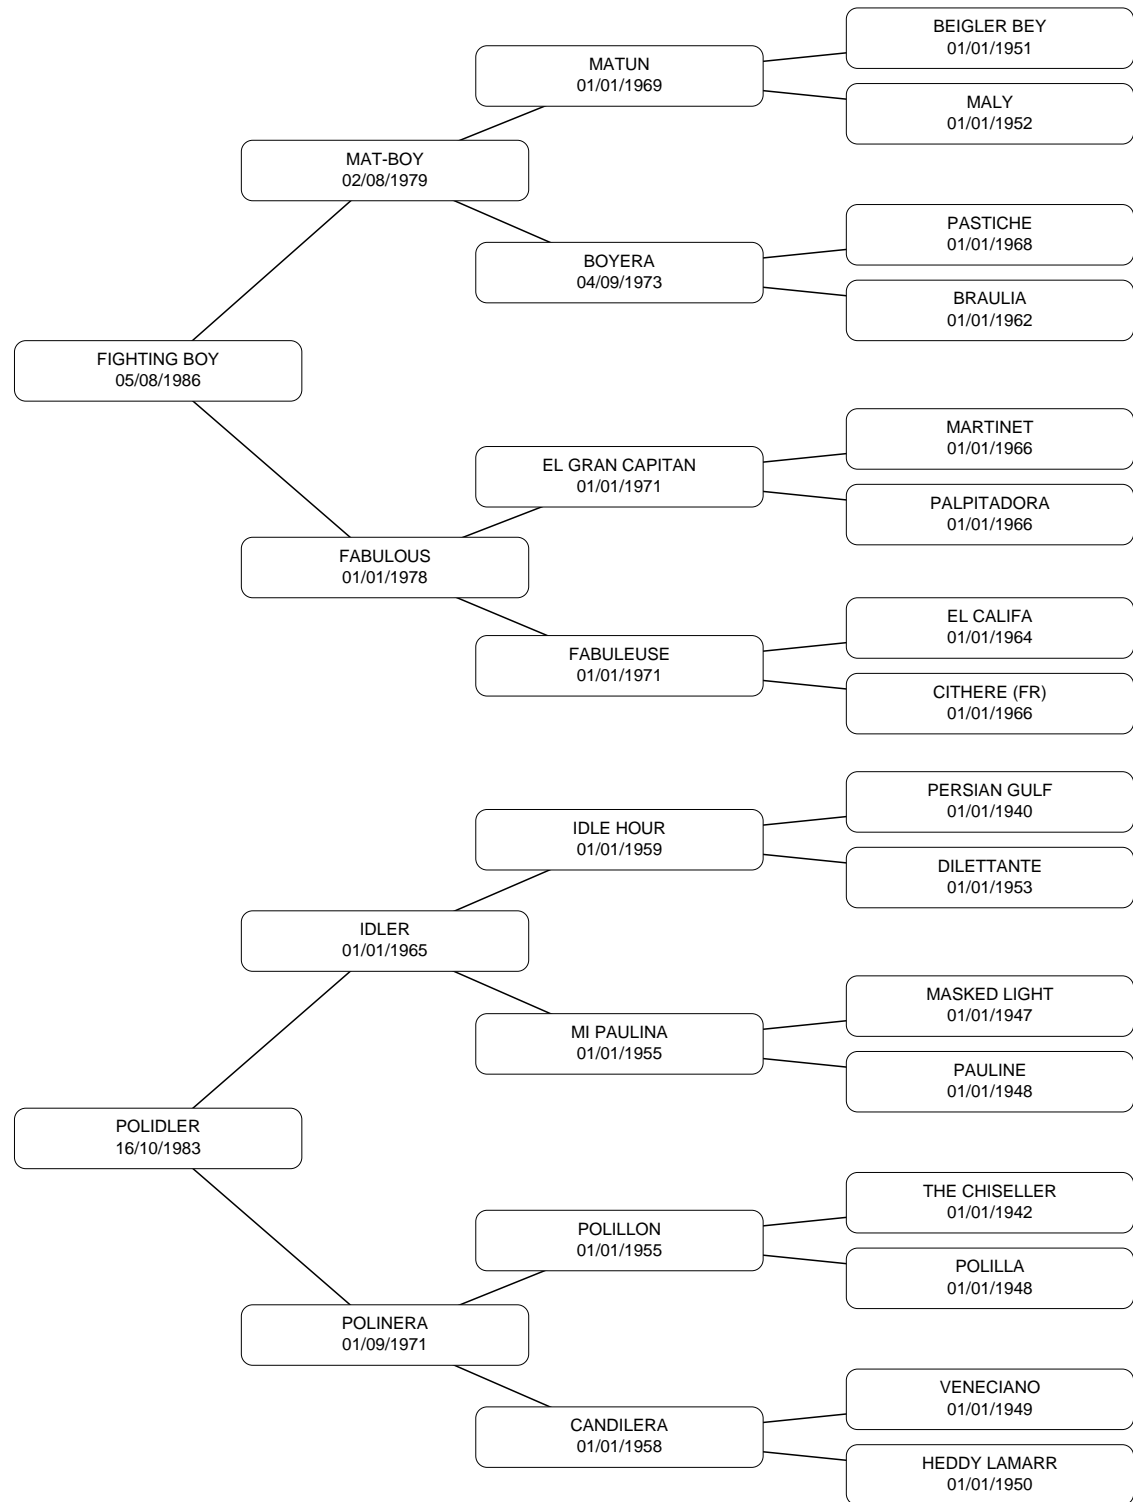 BEIGLER BEY
01/01/1951
MATUN
01/01/1969
MALY
01/01/1952
MAT-BOY
02/08/1979
PASTICHE
01/01/1968
BOYERA
04/09/1973
BRAULIA
01/01/1962
FIGHTING BOY
05/08/1986
MARTINET
01/01/1966
EL GRAN CAPITAN
01/01/1971
PALPITADORA
01/01/1966
FABULOUS
01/01/1978
EL CALIFA
01/01/1964
FABULEUSE
01/01/1971
CITHERE (FR)
01/01/1966
PERSIAN GULF
01/01/1940
IDLE HOUR
01/01/1959
DILETTANTE
01/01/1953
IDLER
01/01/1965
MASKED LIGHT
01/01/1947
MI PAULINA
01/01/1955
PAULINE
01/01/1948
POLIDLER
16/10/1983
THE CHISELLER
01/01/1942
POLILLON
01/01/1955
POLILLA
01/01/1948
POLINERA
01/09/1971
VENECIANO
01/01/1949
CANDILERA
01/01/1958
HEDDY LAMARR
01/01/1950